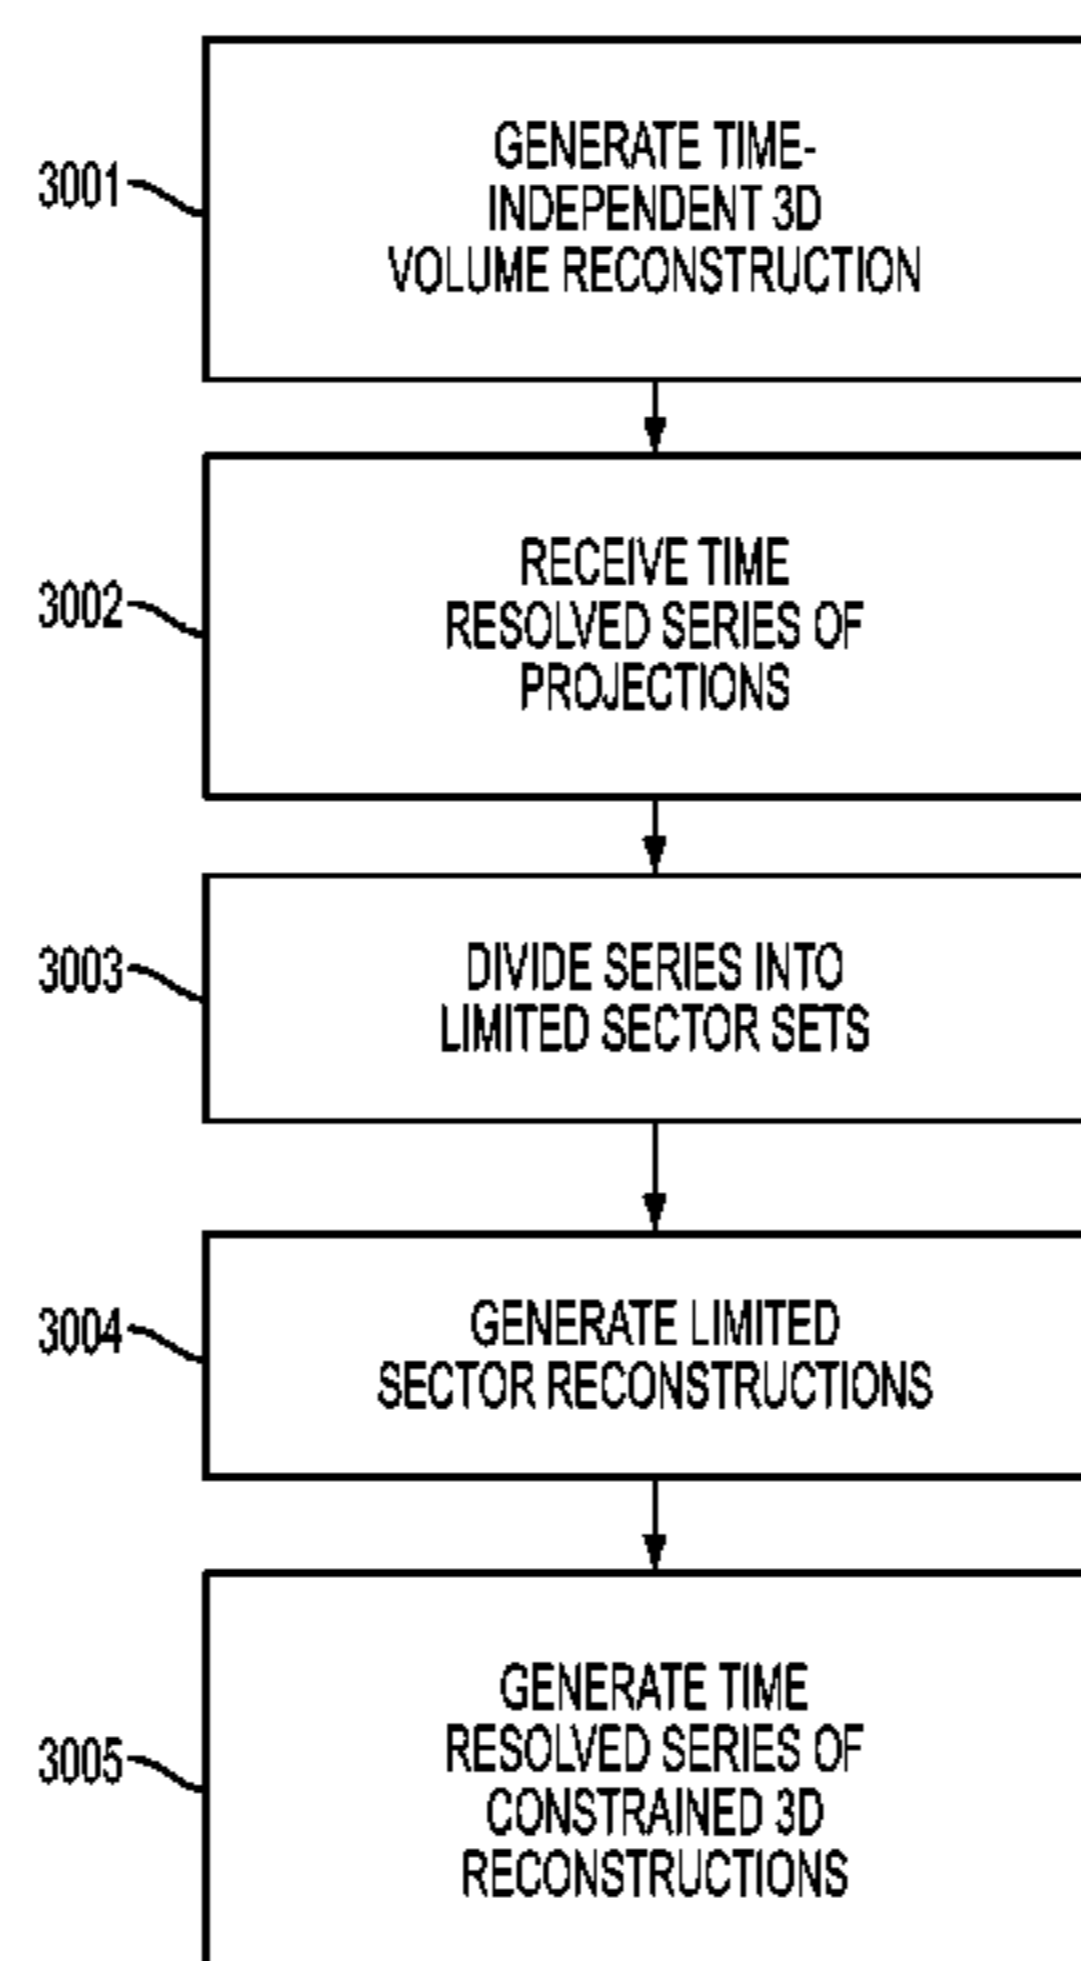 GENERATE TIME-
INDEPENDENT 3D
VOLUME RECONSTRUCTION
3001
RECEIVE TIME
RESOLVED SERIES OF
PROJECTIONS
3002
DIVIDE SERIES INTO
LIMITED SECTOR SETS
3003
GENERATE LIMITED
SECTOR RECONSTRUCTIONS
3004
GENERATE TIME
RESOLVED SERIES OF
CONSTRAINED 3D
RECONSTRUCTIONS
3005